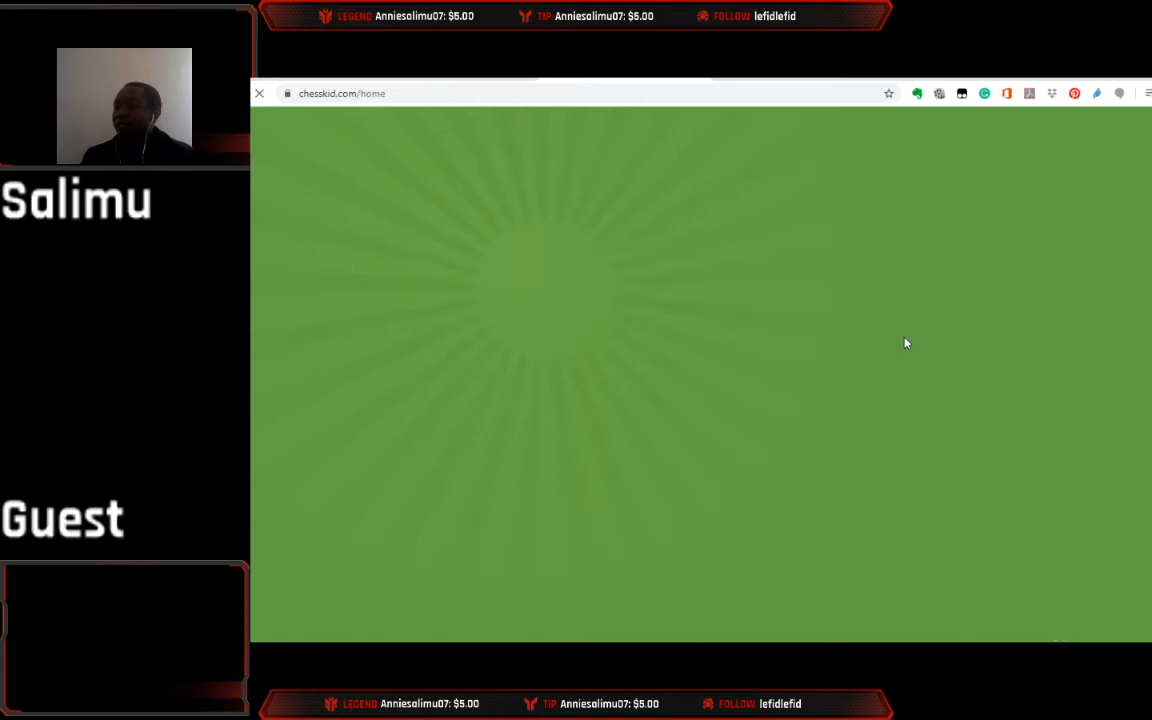 LEGEND Anniesalimu07: $5.00 TIP Anniesalimu07: $5.00 FOLLOW lefidlefid
chesskid.com/home
Salimu
Guest
LEGEND Anniesalimu07: $5.00 TIP Anniesalimu07: $5.00 FOLLOW lefidlefid